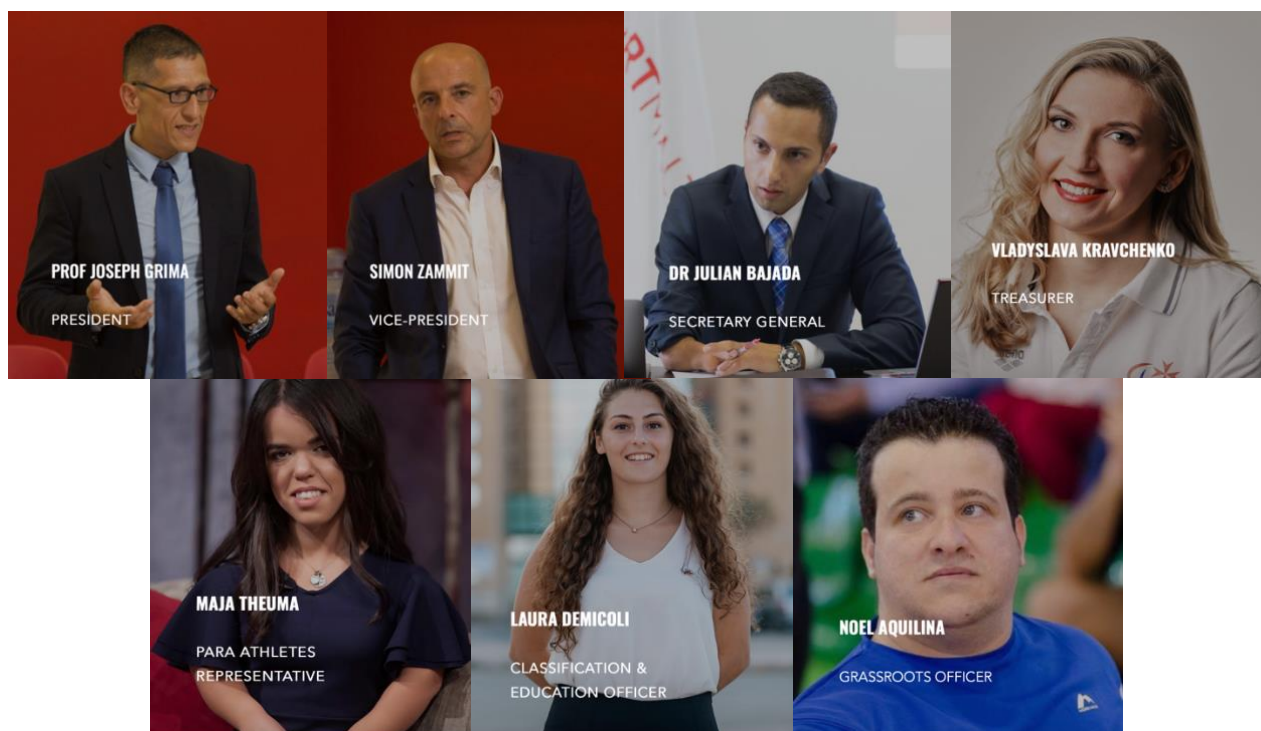 PROF JOSEPH GRIMA
PRESIDENT
SIMON ZAMMIT
VICE-PRESIDENT
DR JULIAN BAJADA
SECRETARY GENERAL
VLADYSLAVA KRAVCHENKO
TREASURER
MAJA THEUMA
PARA ATHLETES
REPRESENTATIVE
LAURA DEMICOLI
CLASSIFICATION &
EDUCATION OFFICER
NOEL AQUILINA
GRASSROOTS OFFICER